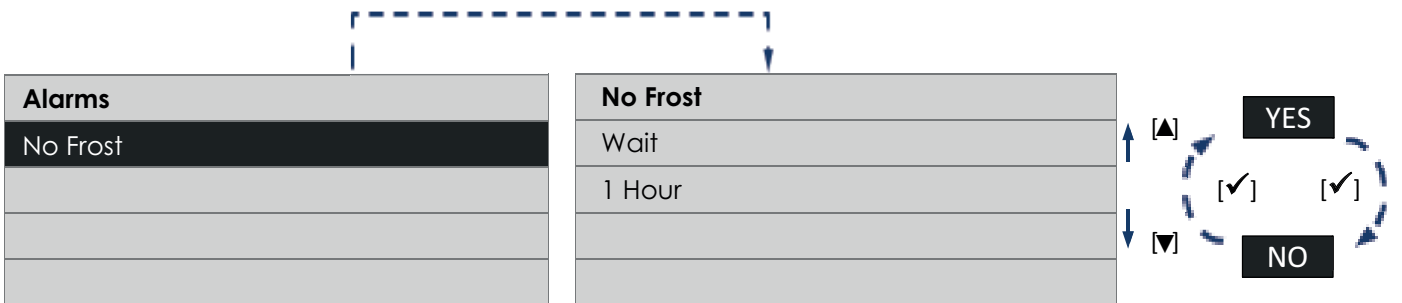 Alarms
No Frost
No Frost
Wait
1 Hour
[▲]
[▼]
YES
[✓]
[✓]
NO